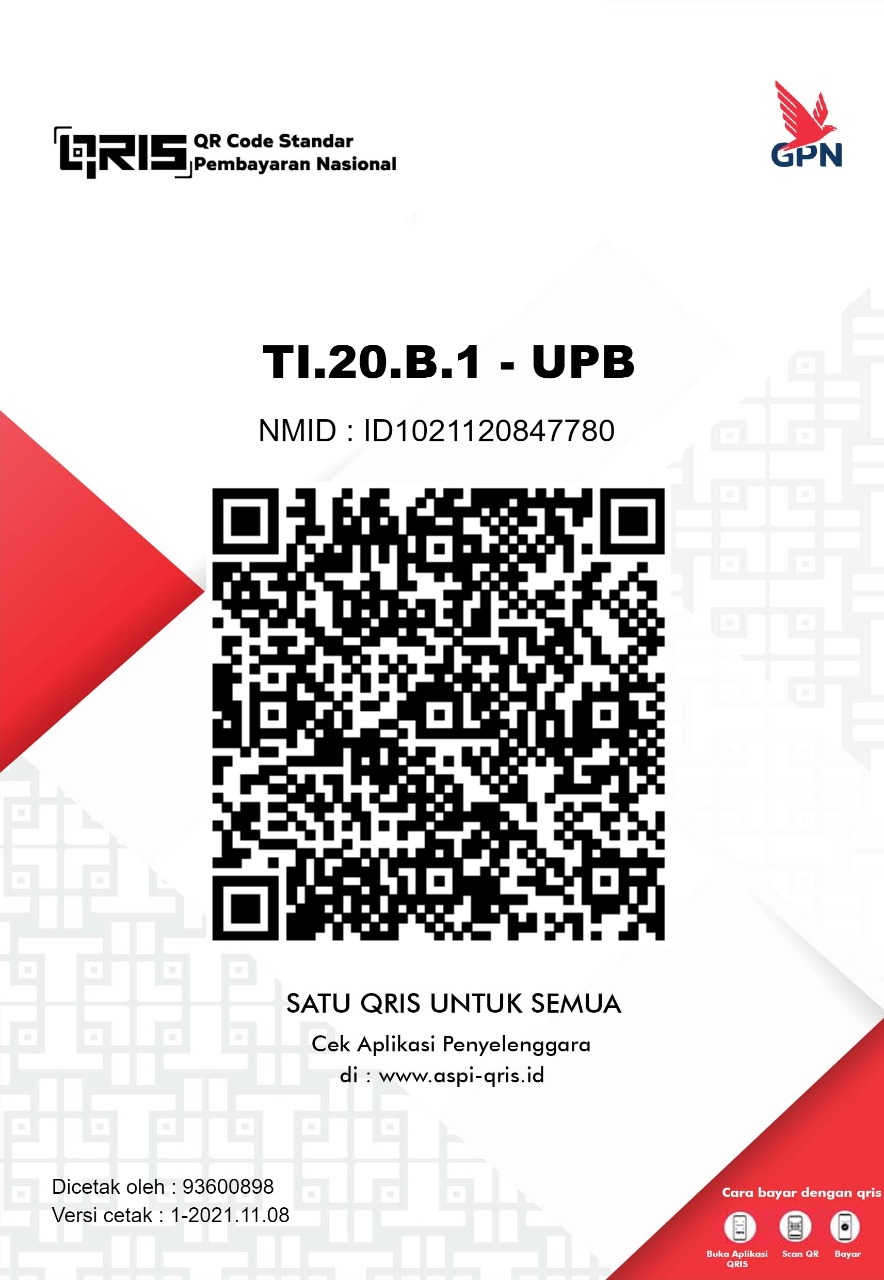 QRIS
QR Code Standar
Pembayaran Nasional
GPN
TI.20.B.1 - UPB
NMID : ID1021120847780
SATU QRIS UNTUK SEMUA
Cek Aplikasi Penyelenggara
di : www.aspi-qris.id
Dicetak oleh : 93600898
Versi cetak : 1-2021.11.08
Cara bayar dengan qris
Buka Aplikasi
QRIS
Scan QR
Bayar